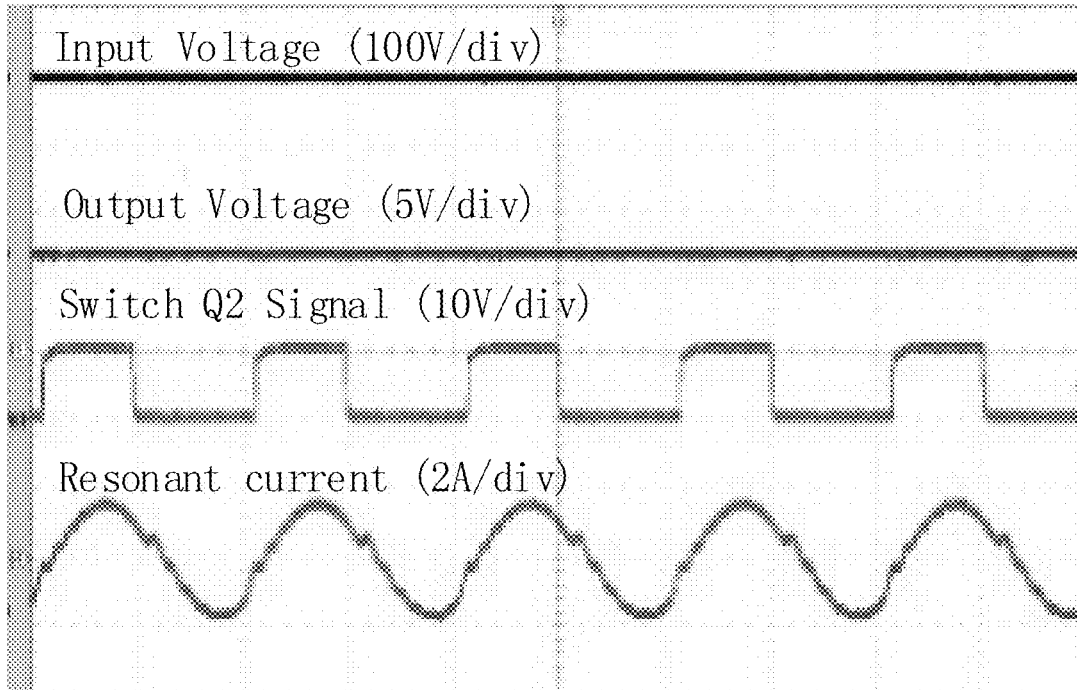 Input Voltage (100V/div)
Output Voltage (5V/div)
Switch Q2 Signal (10V/div)
Resonant current (2A/div)